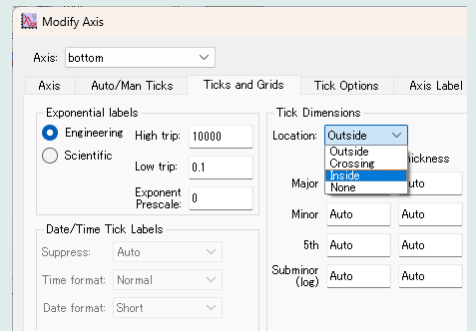 Modify Axis
Axis: bottom
Axis Auto/Man Ticks Ticks and Grids Tick Options Axis Label
Exponential labels
Engineering High trip: 10000
Scientific
Low trip: 0.1
Exponent
Prescale: 0
Date/Time Tick Labels
Suppress: Auto
Time format: Normal
Date format: Short
Tick Dimensions
Location: Outside
Outside
Crossing
Inside
None
Major
Minor Auto Auto
5th Auto Auto
Subminor
(log) Auto Auto